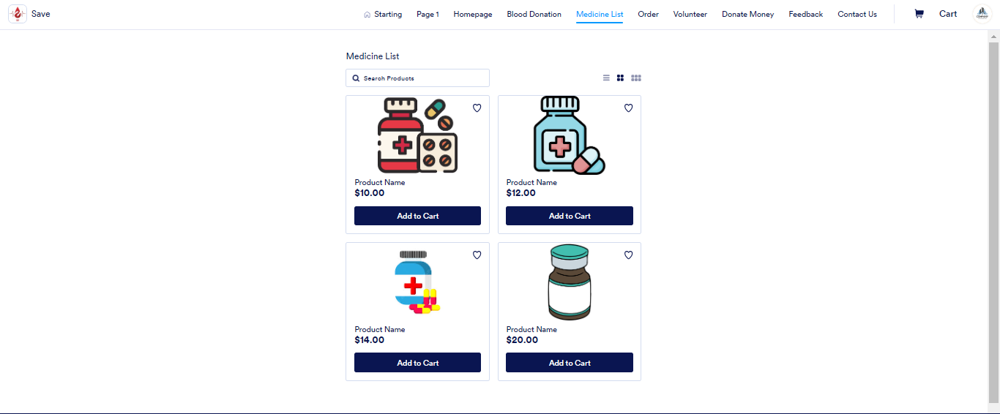 Save
Starting
Page 1
Homepage
Blood Donation
Medicine List
Order
Volunteer
Donate Money
Feedback
Contact Us
Cart
Medicine List
Search Products
Product Name
$10.00
Add to Cart
Product Name
$12.00
Add to Cart
Product Name
$14.00
Add to Cart
Product Name
$20.00
Add to Cart